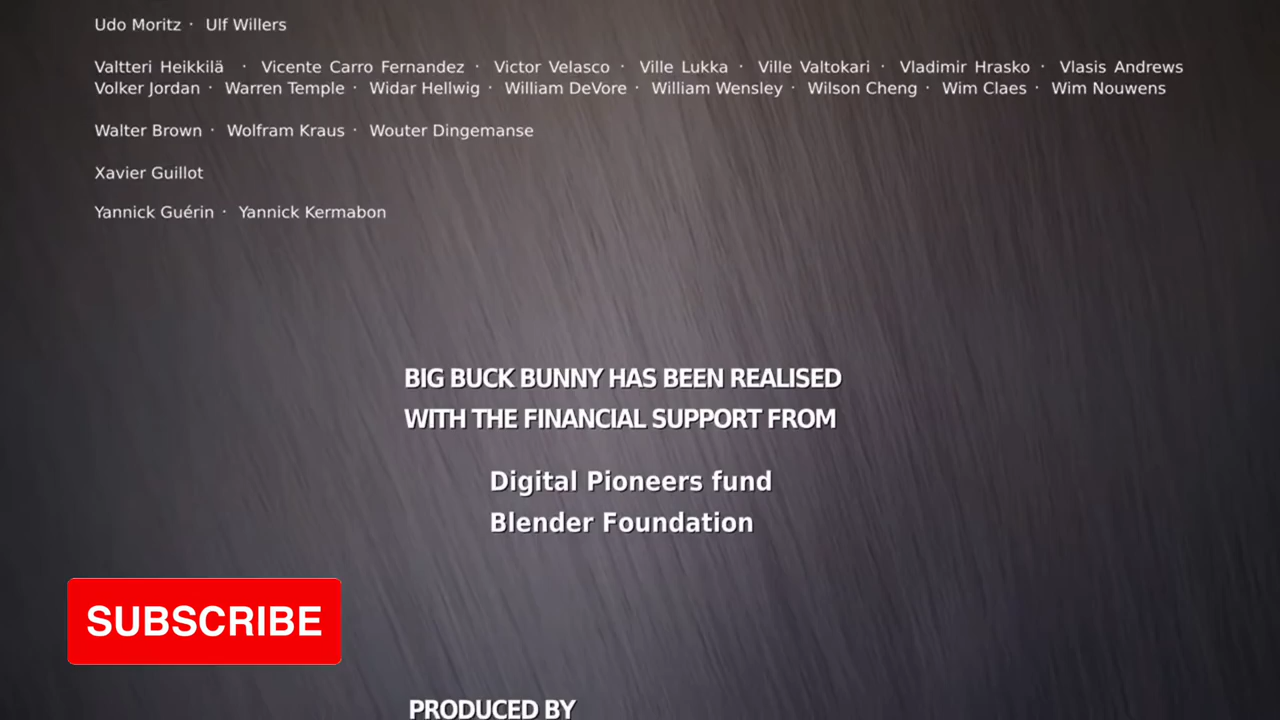 Udo Moritz · Ulf Willers
Valtteri Heikkilä · Vicente Carro Fernandez · Victor Velasco · Ville Lukka · Ville Valtokari · Vladimir Hrasko · Vlasis Andrews
Volker Jordan · Warren Temple · Widar Hellwig · William DeVore · William Wensley · Wilson Cheng · Wim Claes · Wim Nouwens
Walter Brown · Wolfram Kraus · Wouter Dingemanse
Xavier Guillot
Yannick Guérin · Yannick Kermabon
BIG BUCK BUNNY HAS BEEN REALISED
WITH THE FINANCIAL SUPPORT FROM
Digital Pioneers fund
Blender Foundation
SUBSCRIBE
PRODUCED BY